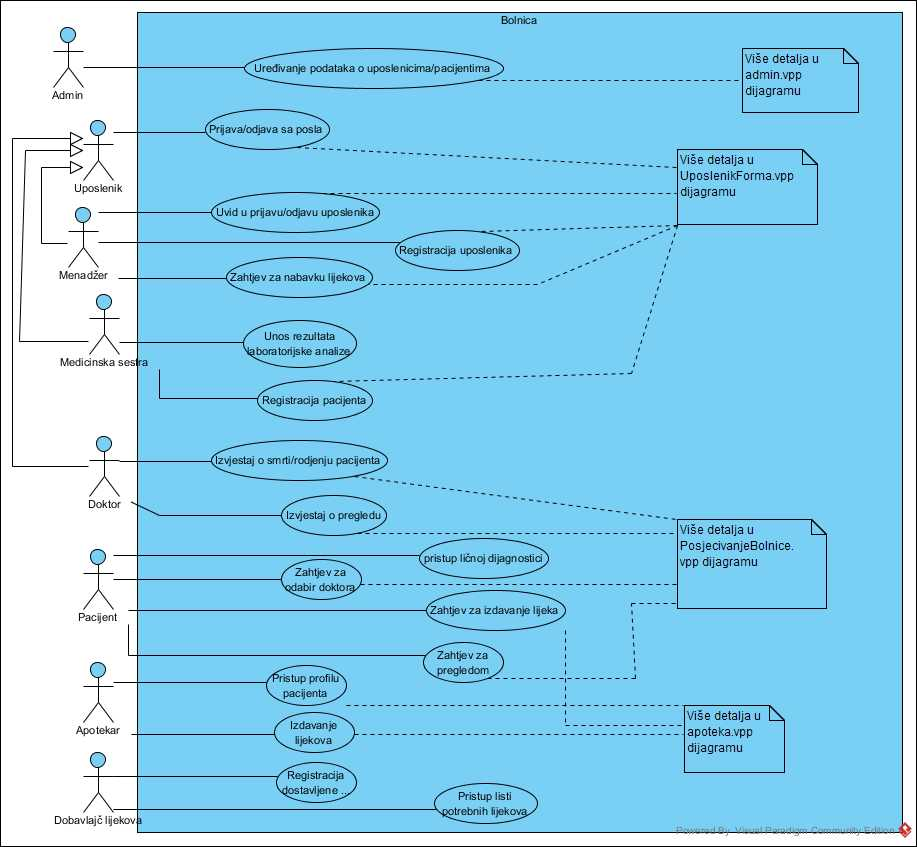 Bolnica
Admin
Uređivanje podataka o uposlenicima/pacijentima
Više detalja u
admin.vpp
dijagramu
Uposlenik
Prijava/odjava sa posla
Više detalja u
UposlenikForma.vpp
dijagramu
Uvid u prijavu/odjavu uposlenika
Menadžer
Registracija uposlenika
Zahtjev za nabavku lijekova
Medicinska sestra
Unos rezultata
laboratorijske analize
Registracija pacijenta
Doktor
Izvjestaj o smrti/rodjenju pacijenta
Izvjestaj o pregledu
Više detalja u
PosjecivanjeBolnice.
vpp dijagramu
Pacijent
pristup ličnoj dijagnostici
Zahtjev za
odabir doktora
Zahtjev za izdavanje lijeka
Zahtjev za
pregledom
Apotekar
Pristup profilu
pacijenta
Izdavanje
lijekova
Više detalja u
apoteka.vpp
dijagramu
Dobavlajč lijekova
Registracija
dostavljene ...
Pristup listi
potrebnih lijekova
Powered By Visual Paradigm Community Edition